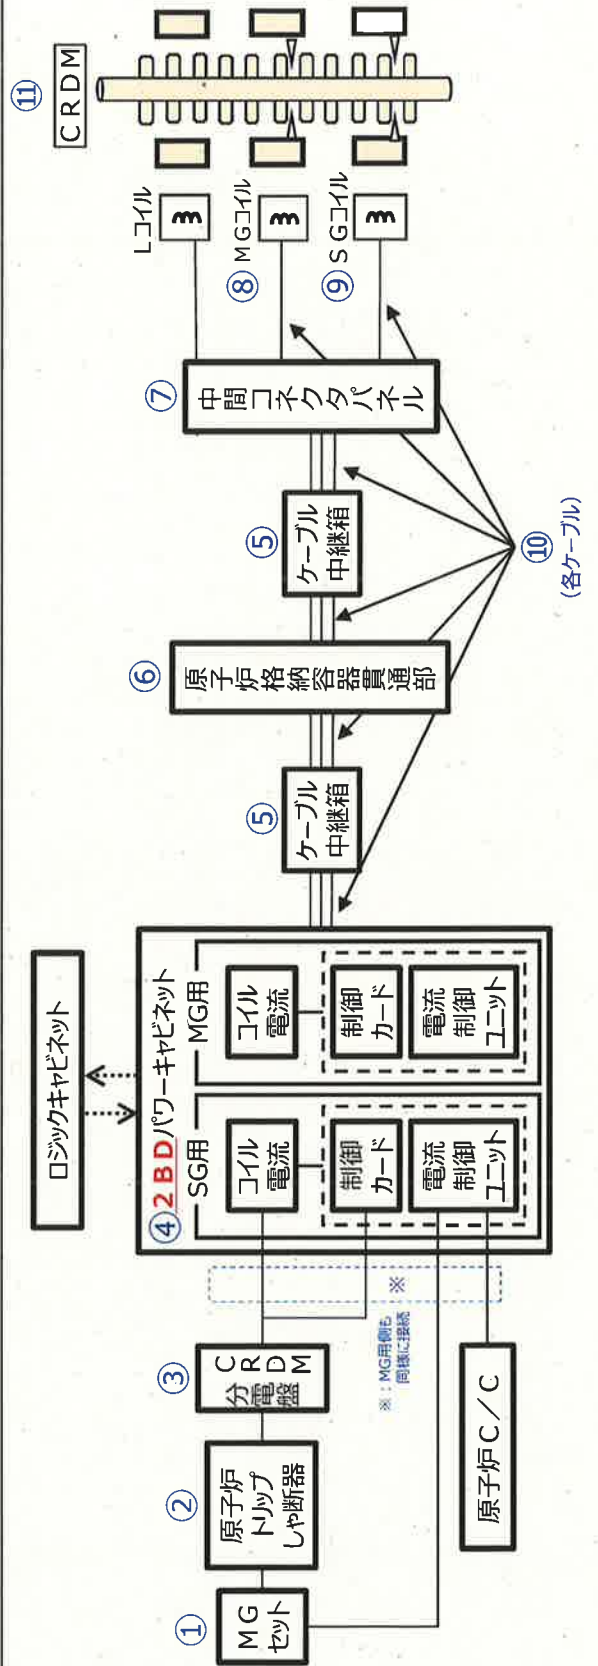 ロジックキャビネット
①
MG
セット
②
原子炉
トリップ
しゃ断器
③
CRDM
分電盤
④2BDパワーキャビネット
SG用
コイル
電流
制御
カード
電流
制御
ユニット
MG用
コイル
電流
制御
カード
電流
制御
ユニット
※
※：MG用側も
同様に接続
原子炉C／C
⑤
ケーブル
中継箱
⑥
原子炉格納容器貫通部
⑤
ケーブル
中継箱
⑦
中間コネクタパネル
⑩
(各ケーブル)
Lコイル
⑧
MGコイル
⑨
SGコイル
⑪
CRDM